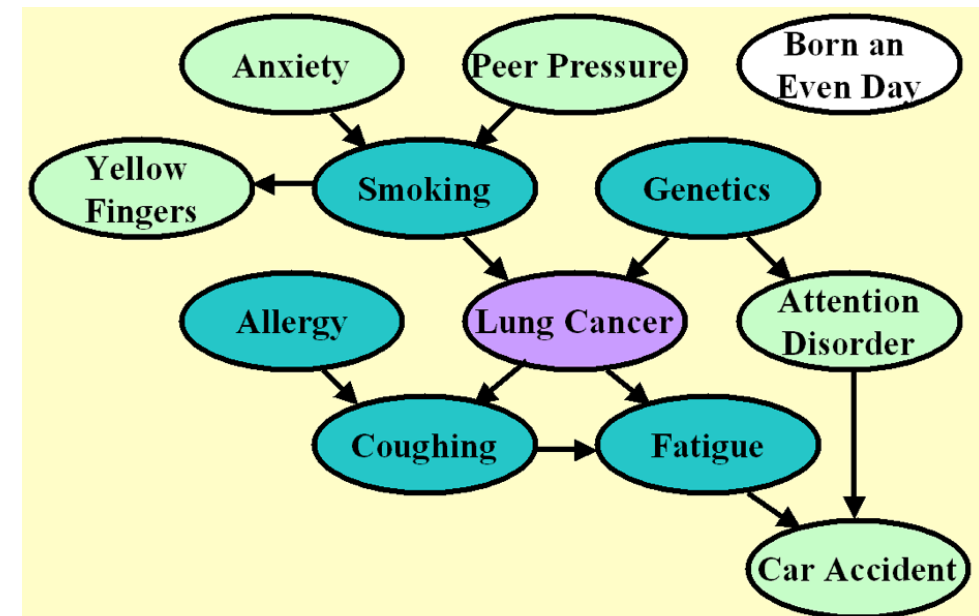 Anxiety
Peer Pressure
Born an
Even Day
Yellow
Fingers
Smoking
Genetics
Allergy
Lung Cancer
Attention
Disorder
Coughing
Fatigue
Car Accident